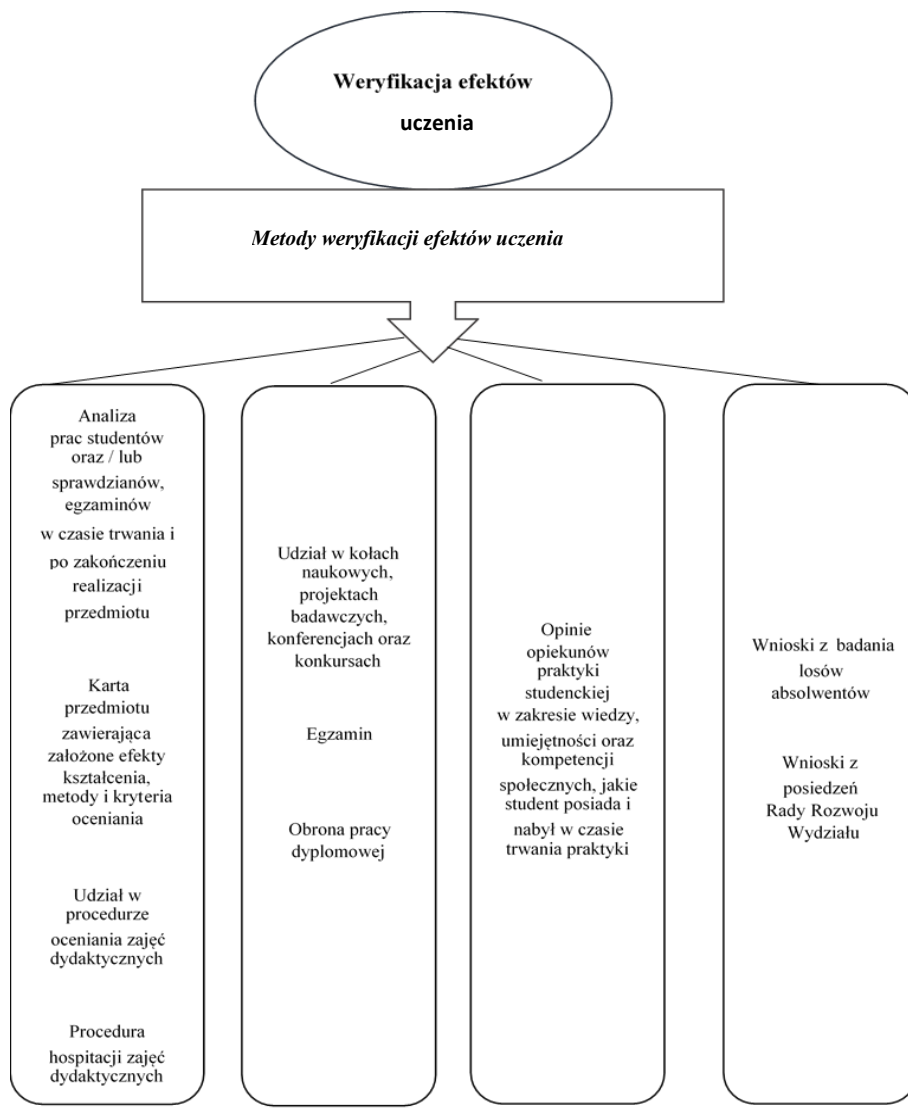 Weryfikacja efektów
uczenia
Metody weryfikacji efektów uczenia
Analiza
prac studentów
oraz / lub
sprawdzianów,
egzaminów
w czasie trwania i
po zakończeniu
realizacji
przedmiotu
Karta
przedmiotu
zawierająca
założone efekty
kształcenia,
metody i kryteria
oceniania
Udział w
procedurze
oceniania zajęć
dydaktycznych
Procedura
hospitacji zajęć
dydaktycznych
Udział w kołach
naukowych,
projektach
badawczych,
konferencjach oraz
konkursach
Egzamin
Obrona pracy
dyplomowej
Opinie
opiekunów
praktyki
studenckiej
w zakresie wiedzy,
umiejętności oraz
kompetencji
społecznych, jakie
student posiada i
nabył w czasie
trwania praktyki
Wnioski z badania
losów
absolwentów
Wnioski z
posiedzeń
Rady Rozwoju
Wydziału